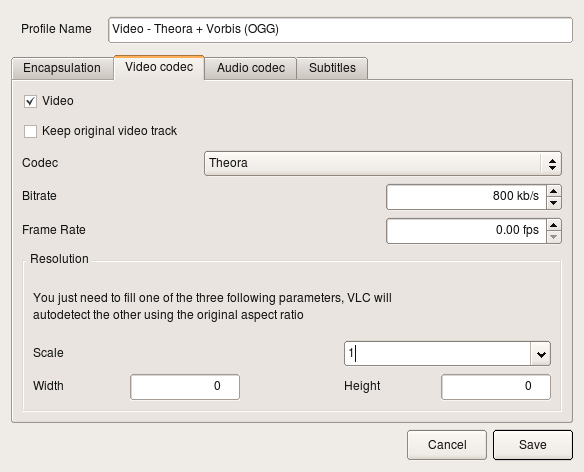 Profile Name Video - Theora + Vorbis (OGG)
Encapsulation Video codec Audio codec Subtitles
Video
Keep original video track
Codec Theora
Bitrate 800 kb/s
Frame Rate 0.00 fps
Resolution
You just need to fill one of the three following parameters, VLC will
autodetect the other using the original aspect ratio
Scale 1
Width 0 Height 0
Cancel Save